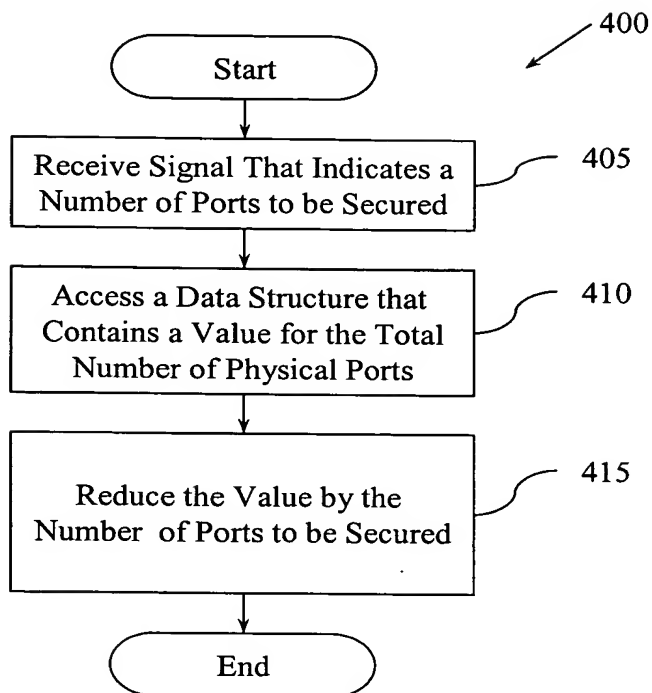 400
Start
Receive Signal That Indicates a
Number of Ports to be Secured
405
Access a Data Structure that
Contains a Value for the Total
Number of Physical Ports
410
Reduce the Value by the
Number of Ports to be Secured
415
End